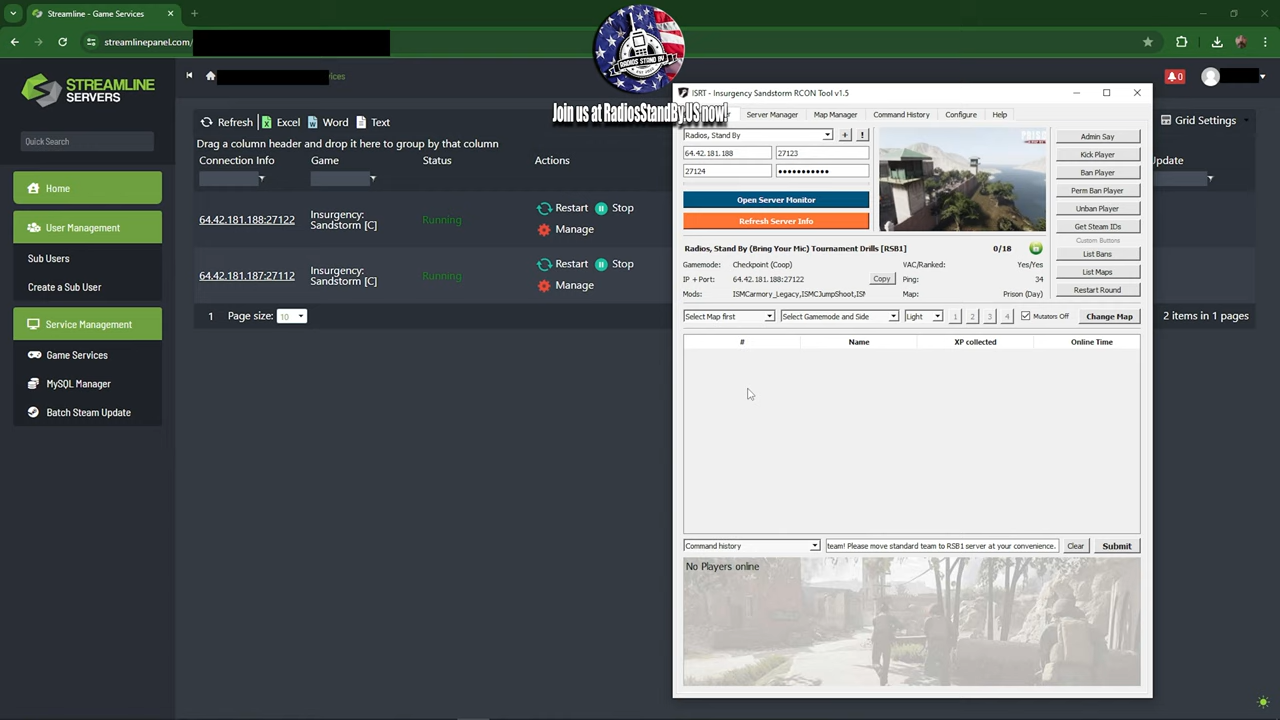 Streamline - Game Services
streamlinepanel.com/
RADIOS STAND BY
Join us at RadiosStandBy.US now!
STREAMLINE
SERVERS
Quick Search
Home
User Management
Sub Users
Create a Sub User
Service Management
Game Services
MySQL Manager
Batch Steam Update
Refresh Excel Word Text
Grid Settings
Drag a column header and drop it here to group by that column
Connection Info Game Status Actions
64.42.181.188:27122 Insurgency: Sandstorm [C] Running Restart Stop
Manage
64.42.181.187:27112 Insurgency: Sandstorm [C] Running Restart Stop
Manage
1 Page size: 10
2 items in 1 pages
0
ISRT - Insurgency Sandstorm RCON Tool v1.5
Server Manager Map Manager Command History Configure Help
Radios, Stand By + !
64.42.181.188 27123
27124 •••••••••••
Open Server Monitor
Refresh Server Info
Admin Say
Kick Player
Ban Player
Perm Ban Player
Unban Player
Get Steam IDs
Custom Buttons
List Bans
List Maps
Restart Round
Radios, Stand By (Bring Your Mic) Tournament Drills [RSB1] 0/18
Gamemode: Checkpoint (Coop) VAC/Ranked: Yes/Yes
IP + Port: 64.42.181.188:27122 Copy Ping: 34
Mods: ISMCarmory_Legacy,ISMCJumpShoot,ISM Map: Prison (Day)
Select Map first Select Gamemode and Side Light 1 2 3 4 Mutators Off Change Map
# Name XP collected Online Time
Command history team! Please move standard team to RSB1 server at your convenience. Clear Submit
No Players online